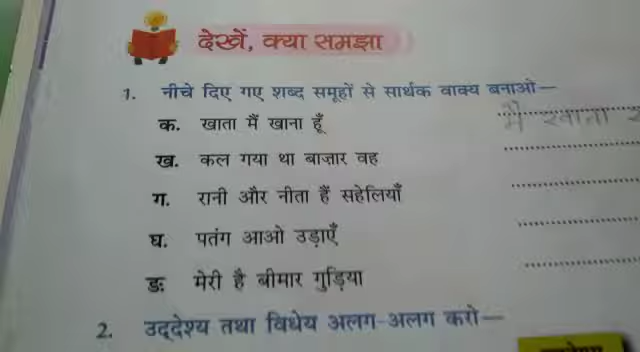 देखें, क्या समझा
1. नीचे दिए गए शब्द समूहों से सार्थक वाक्य बनाओ—
क. खाता मैं खाना हूँ
मै खाना
ख. कल गया था बाज़ार वह
ग. रानी और नीता हैं सहेलियाँ
घ. पतंग आओ उड़ाएँ
ङ. मेरी है बीमार गुड़िया
2. उद्देश्य तथा विधेय अलग-अलग करो—